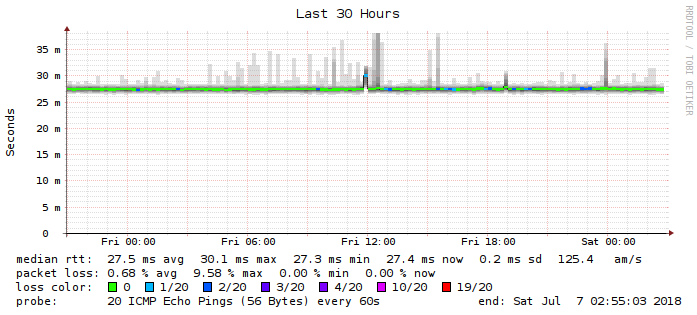 Last 30 Hours
RRDTOOL / TOBI OETIKER
Seconds
35 m
30 m
25 m
20 m
15 m
10 m
5 m
0
Fri 00:00 Fri 06:00 Fri 12:00 Fri 18:00 Sat 00:00
median rtt: 27.5 ms avg 30.1 ms max 27.3 ms min 27.4 ms now 0.2 ms sd 125.4 am/s
packet loss: 0.68 % avg 9.58 % max 0.00 % min 0.00 % now
loss color: 0 1/20 2/20 3/20 4/20 10/20 19/20
probe: 20 ICMP Echo Pings (56 Bytes) every 60s end: Sat Jul 7 02:55:03 2018